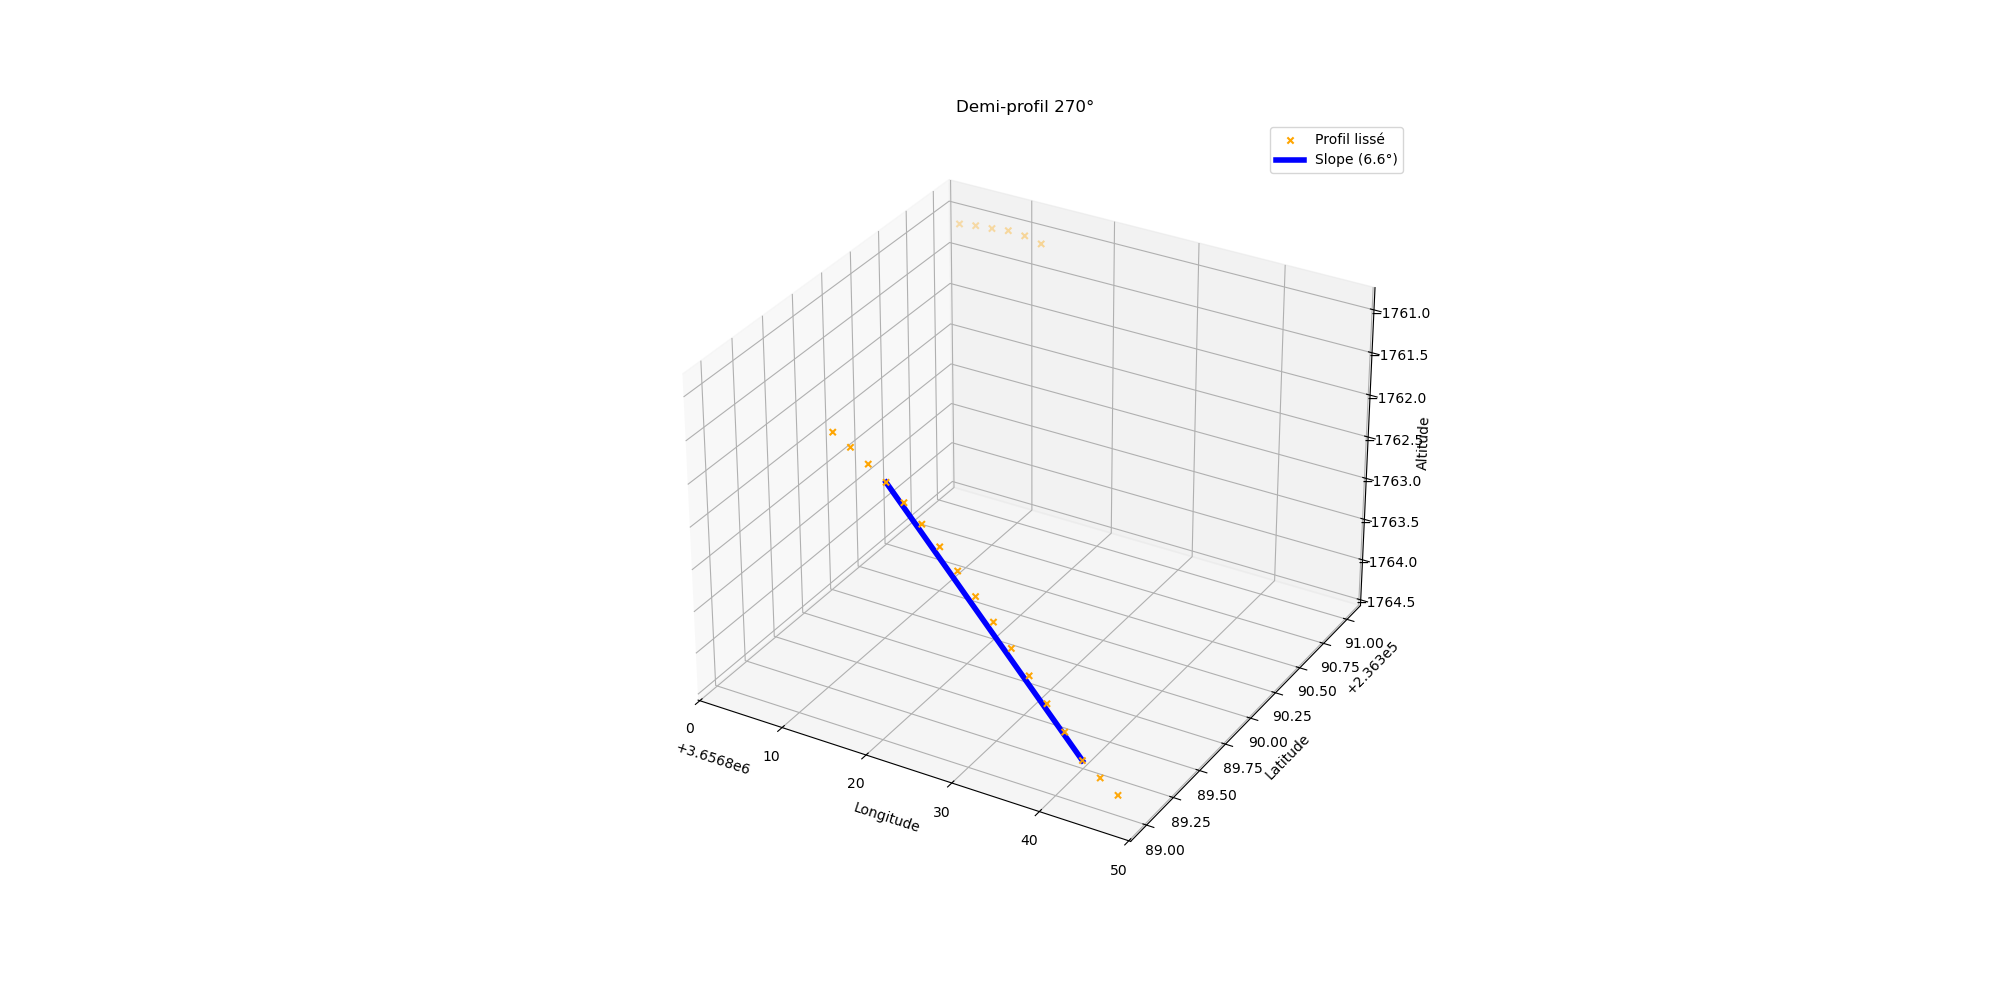 Demi-profil 270°
Profil lissé
Slope (6.6°)
−1761.0
−1761.5
−1762.0
−1762.5
−1763.0
−1763.5
−1764.0
−1764.5
Altitude
91.00
90.75
90.50
90.25
90.00
89.75
89.50
89.25
89.00
+2.363e5
Latitude
0
10
20
30
40
50
+3.6568e6
Longitude